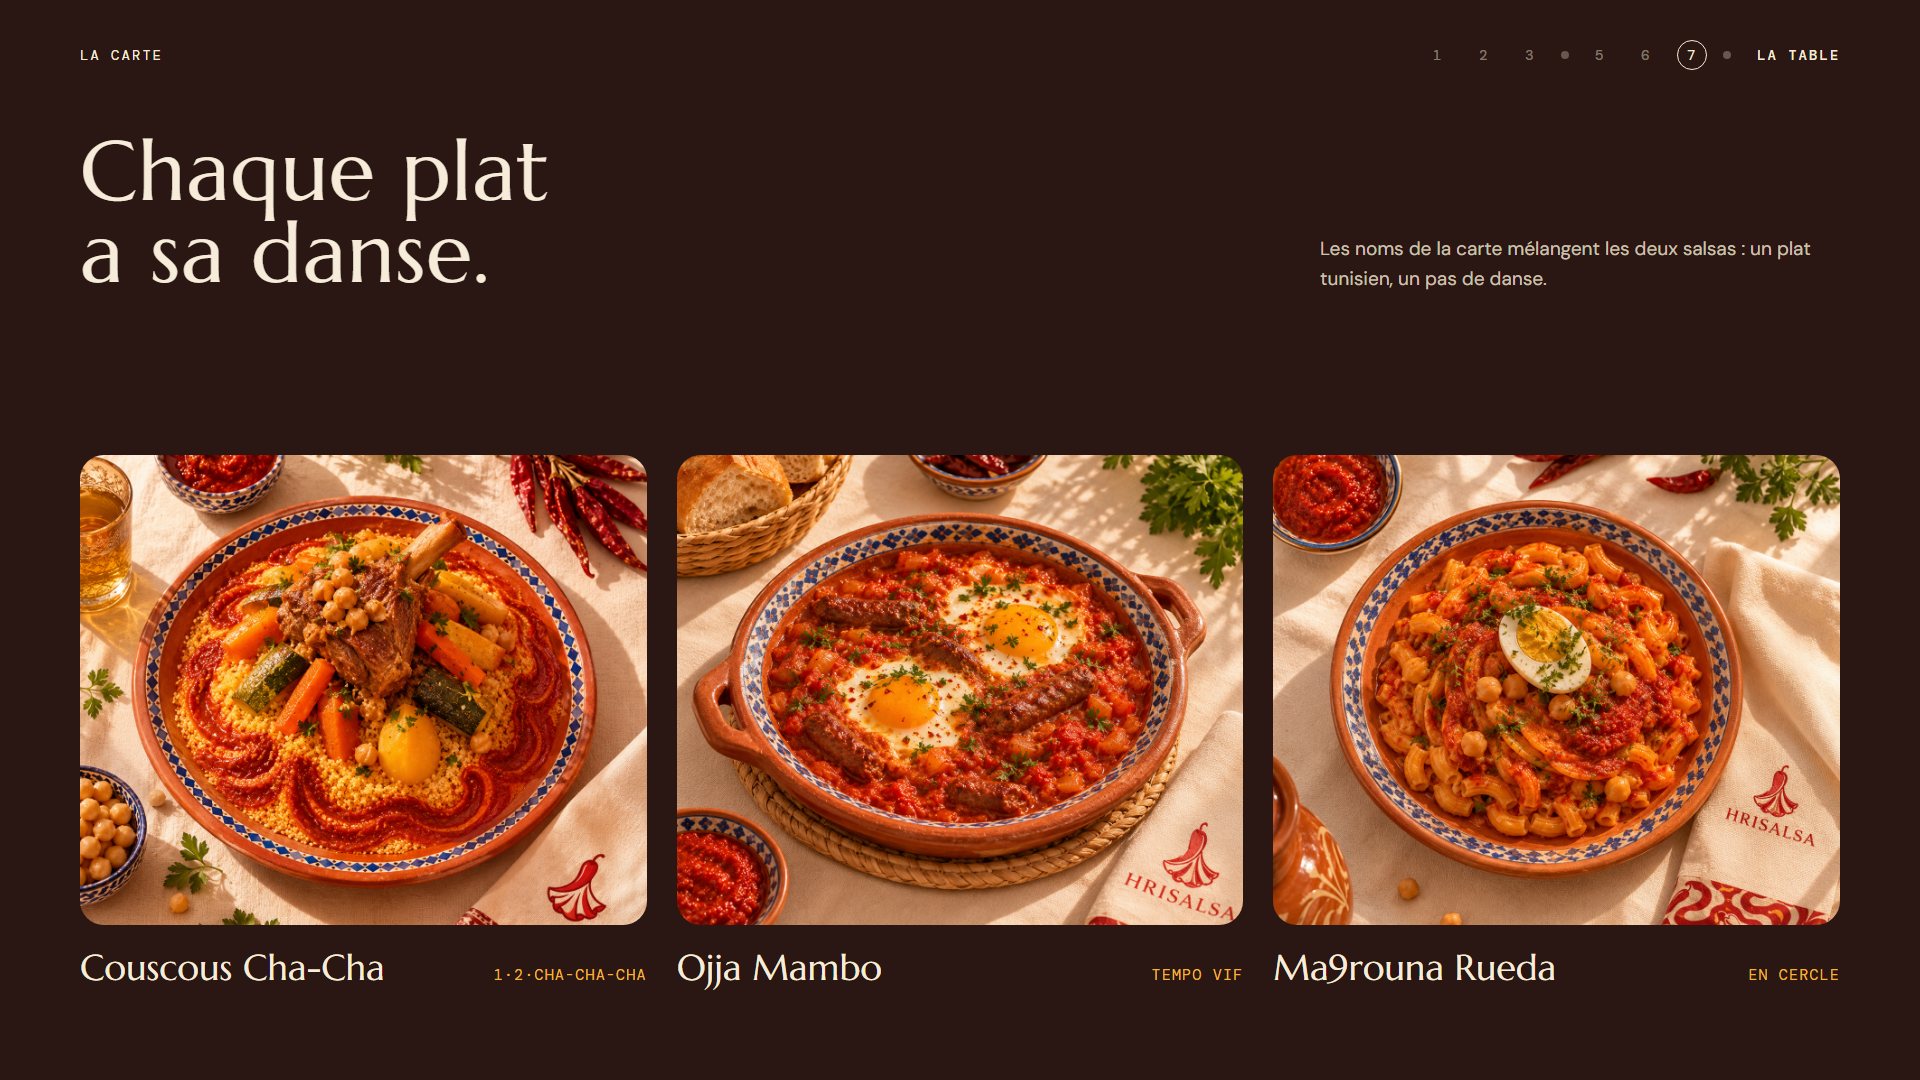 LA CARTE
1 2 3 • 5 6 7 • LA TABLE
Chaque plat
a sa danse.
Les noms de la carte mélangent les deux salsas : un plat
tunisien, un pas de danse.
HRISALSA
HRISALSA
Couscous Cha-Cha
1·2·CHA-CHA-CHA
Ojja Mambo
TEMPO VIF
Ma9rouna Rueda
EN CERCLE